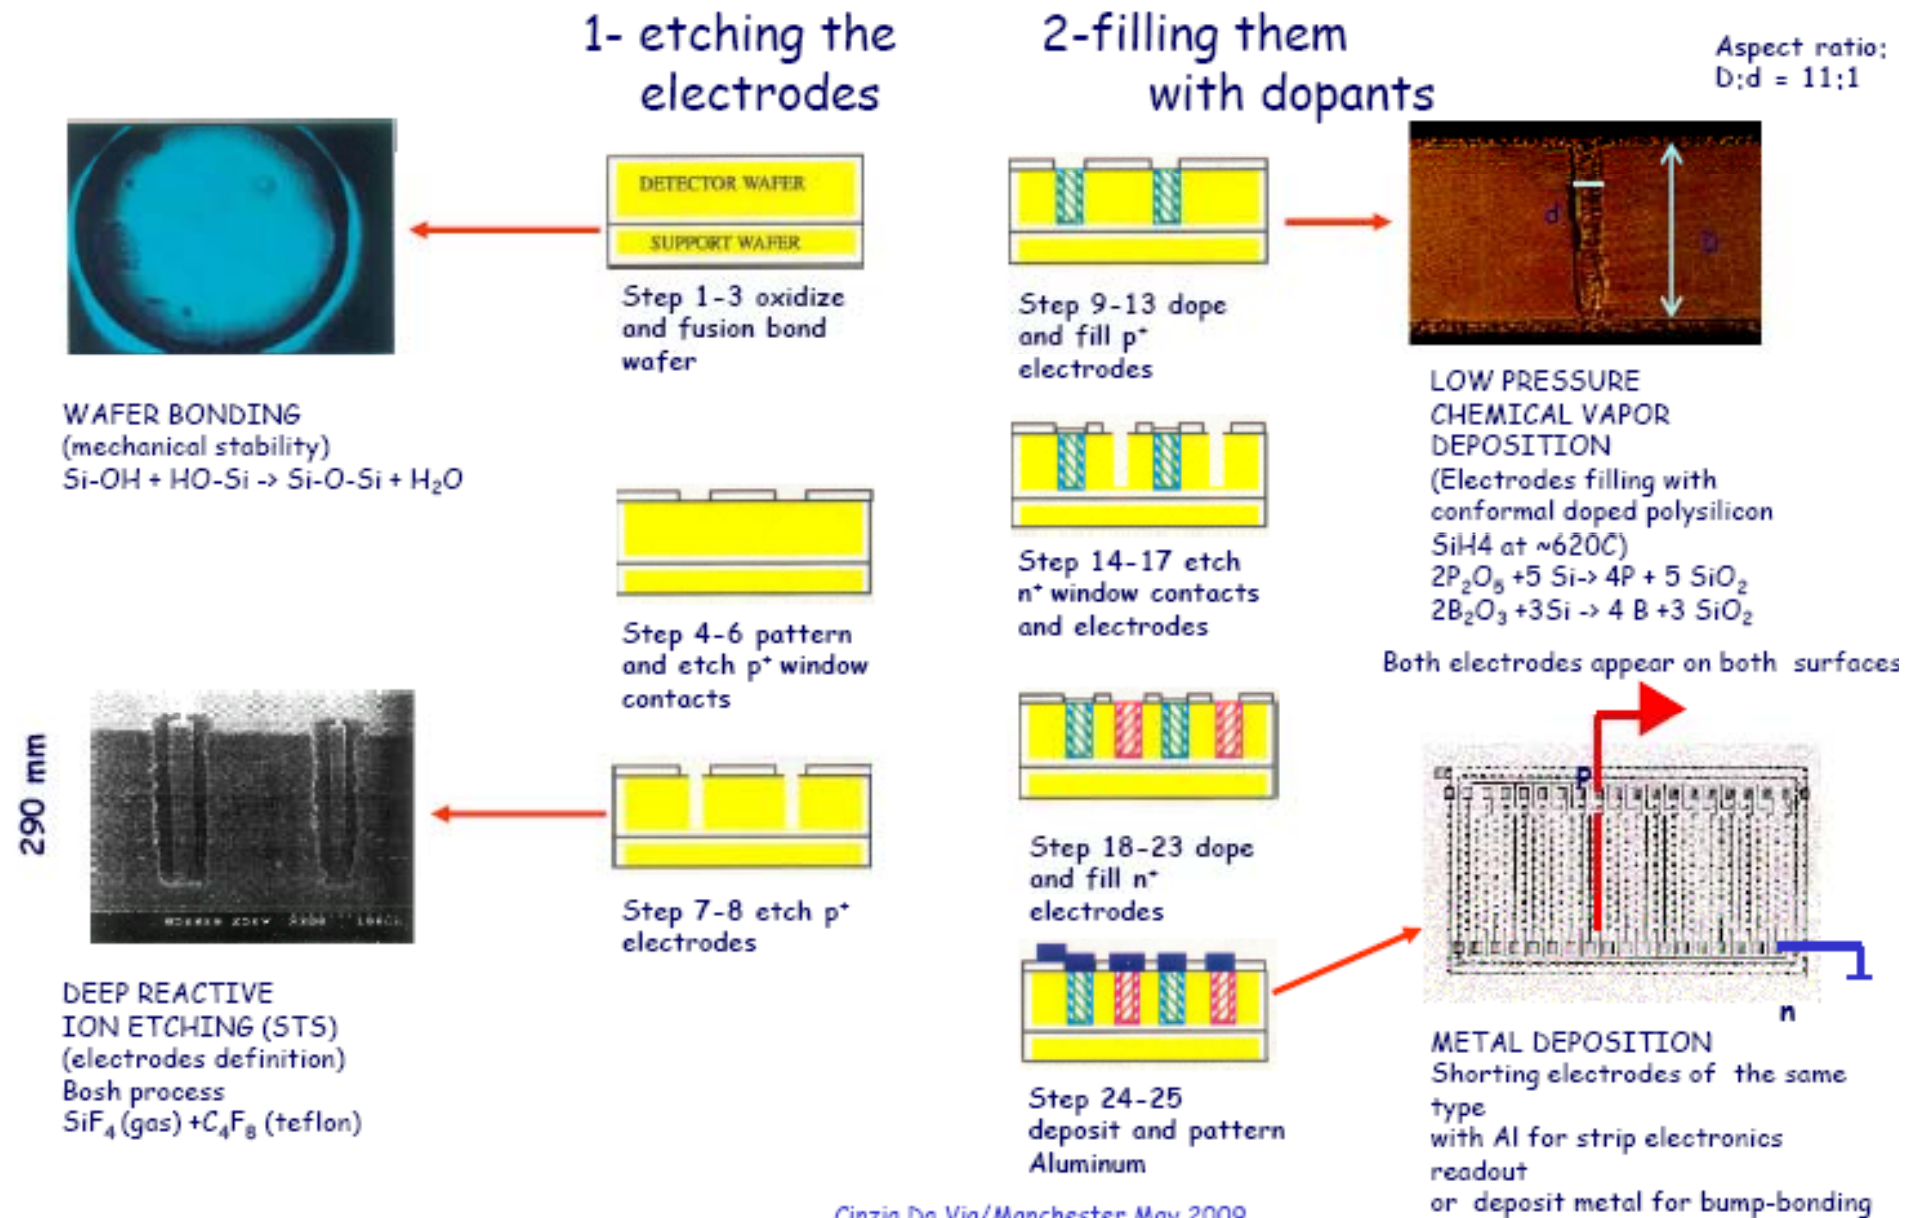 1- etching the
electrodes
2-filling them
with dopants
Aspect ratio:
D:d = 11:1
DETECTOR WAFER
SUPPORT WAFER
Step 1-3 oxidize
and fusion bond
wafer
WAFER BONDING
(mechanical stability)
Si-OH + HO-Si -> Si-O-Si + H₂O
Step 4-6 pattern
and etch p⁺ window
contacts
290 mm
Step 7-8 etch p⁺
electrodes
DEEP REACTIVE
ION ETCHING (STS)
(electrodes definition)
Bosh process
SiF₄ (gas) +C₄F₈ (teflon)
Step 9-13 dope
and fill p⁺
electrodes
Step 14-17 etch
n⁺ window contacts
and electrodes
Step 18-23 dope
and fill n⁺
electrodes
Step 24-25
deposit and pattern
Aluminum
d
D
LOW PRESSURE
CHEMICAL VAPOR
DEPOSITION
(Electrodes filling with
conformal doped polysilicon
SiH4 at ~620C)
2P₂O₅ +5 Si-> 4P + 5 SiO₂
2B₂O₃ +3Si -> 4 B +3 SiO₂
Both electrodes appear on both surfaces
P
n
METAL DEPOSITION
Shorting electrodes of the same
type
with Al for strip electronics
readout
or deposit metal for bump-bonding
Cinzia Da Via/Manchester May 2009